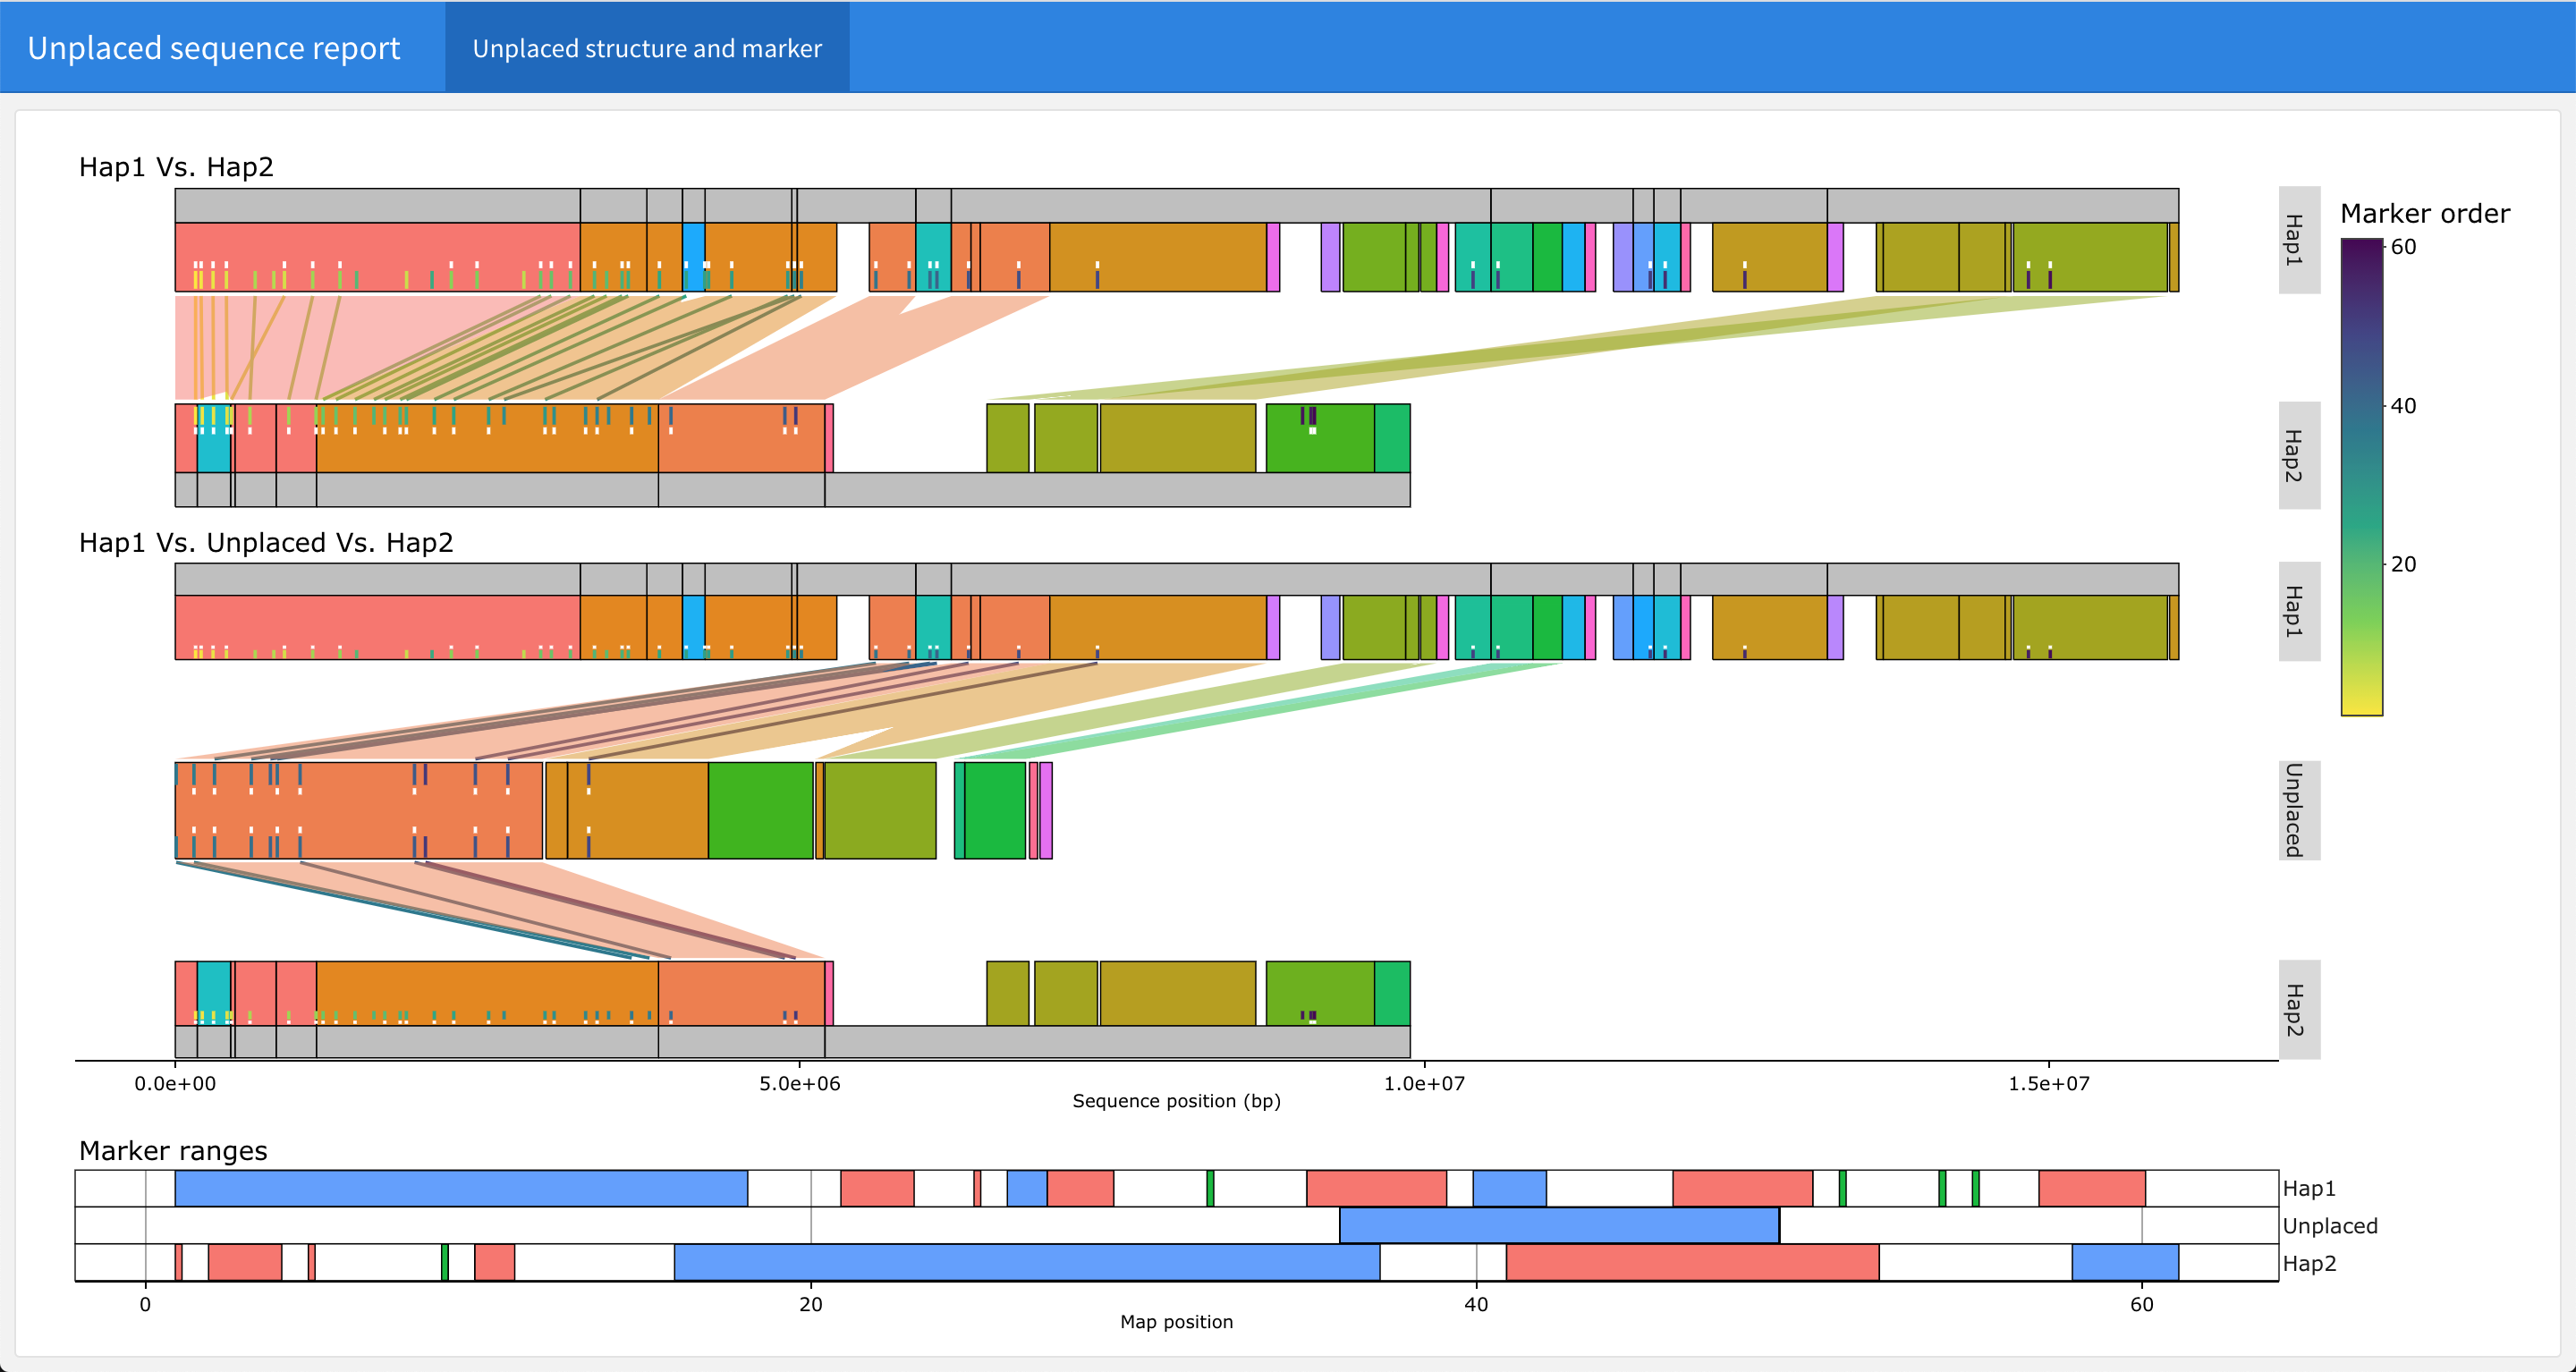 Unplaced sequence report
Unplaced structure and marker
Hap1 Vs. Hap2
Hap1
Hap2
Marker order
60
40
20
Hap1 Vs. Unplaced Vs. Hap2
Hap1
Unplaced
Hap2
0.0e+00 5.0e+06 1.0e+07 1.5e+07
Sequence position (bp)
Marker ranges
Hap1
Unplaced
Hap2
0 20 40 60
Map position